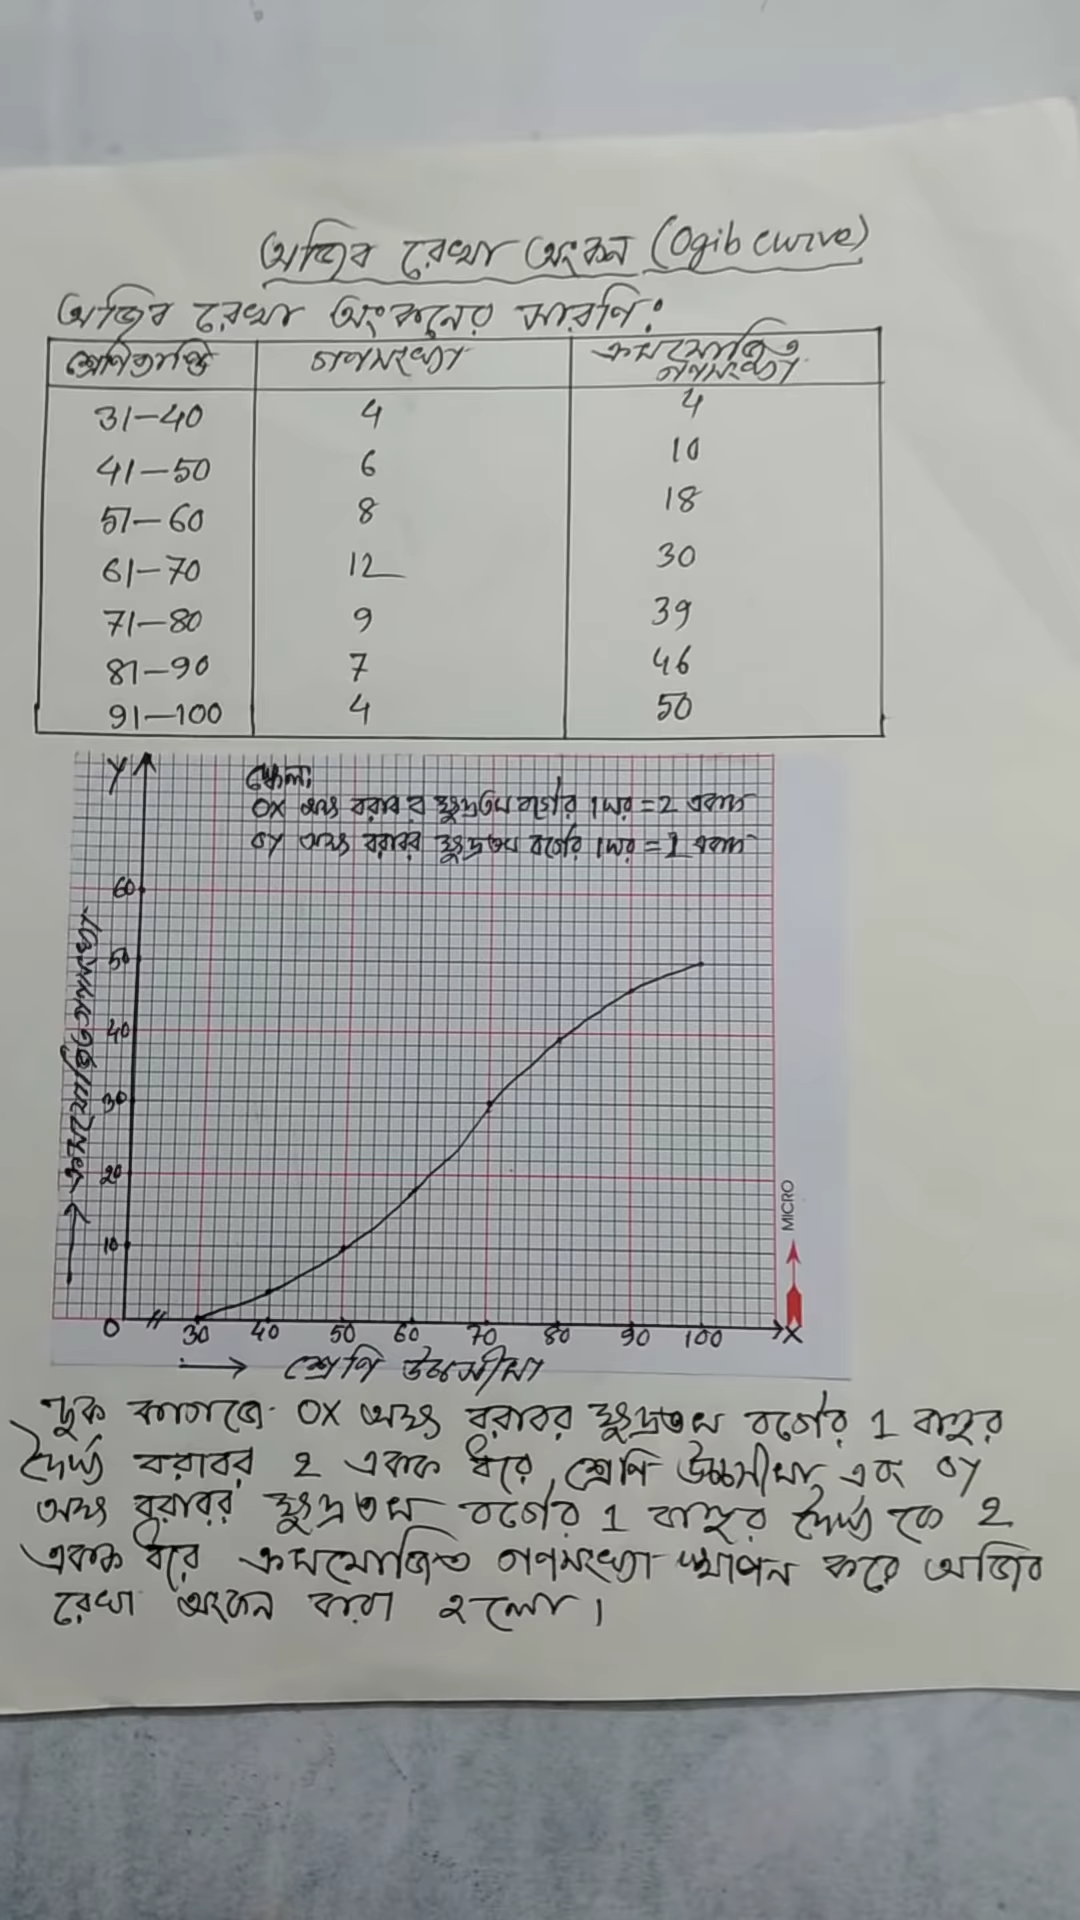 অজিব রেখা অংকন (Ogib curve)
অজিব রেখা অংকনের সারণি:
শ্রেণিব্যাপ্তি গণসংখ্যা ক্রমযোজিত গণসংখ্যা
31—40 4 4
41—50 6 10
51—60 8 18
61—70 12 30
71—80 9 39
81—90 7 46
91—100 4 50
Y
স্কেল:
OX অক্ষ বরাবর ক্ষুদ্রতম বর্গের 1 ঘর = 2 একক
OY অক্ষ বরাবর ক্ষুদ্রতম বর্গের 1 ঘর = 2 একক
60
50
40
30
20
10
ক্রমযোজিত গণসংখ্যা
MICRO
0 30 40 50 60 70 80 90 100 X
শ্রেণি উচ্চসীমা
ছক কাগজে OX অক্ষ বরাবর ক্ষুদ্রতম বর্গের 1 বাহুর
দৈর্ঘ্য বরাবর 2 একক ধরে শ্রেণি উচ্চসীমা এবং OY
অক্ষ বরাবর ক্ষুদ্রতম বর্গের 1 বাহুর দৈর্ঘ্য কে 2
একক ধরে ক্রমযোজিত গণসংখ্যা স্থাপন করে অজিব
রেখা অংকন করা হলো।